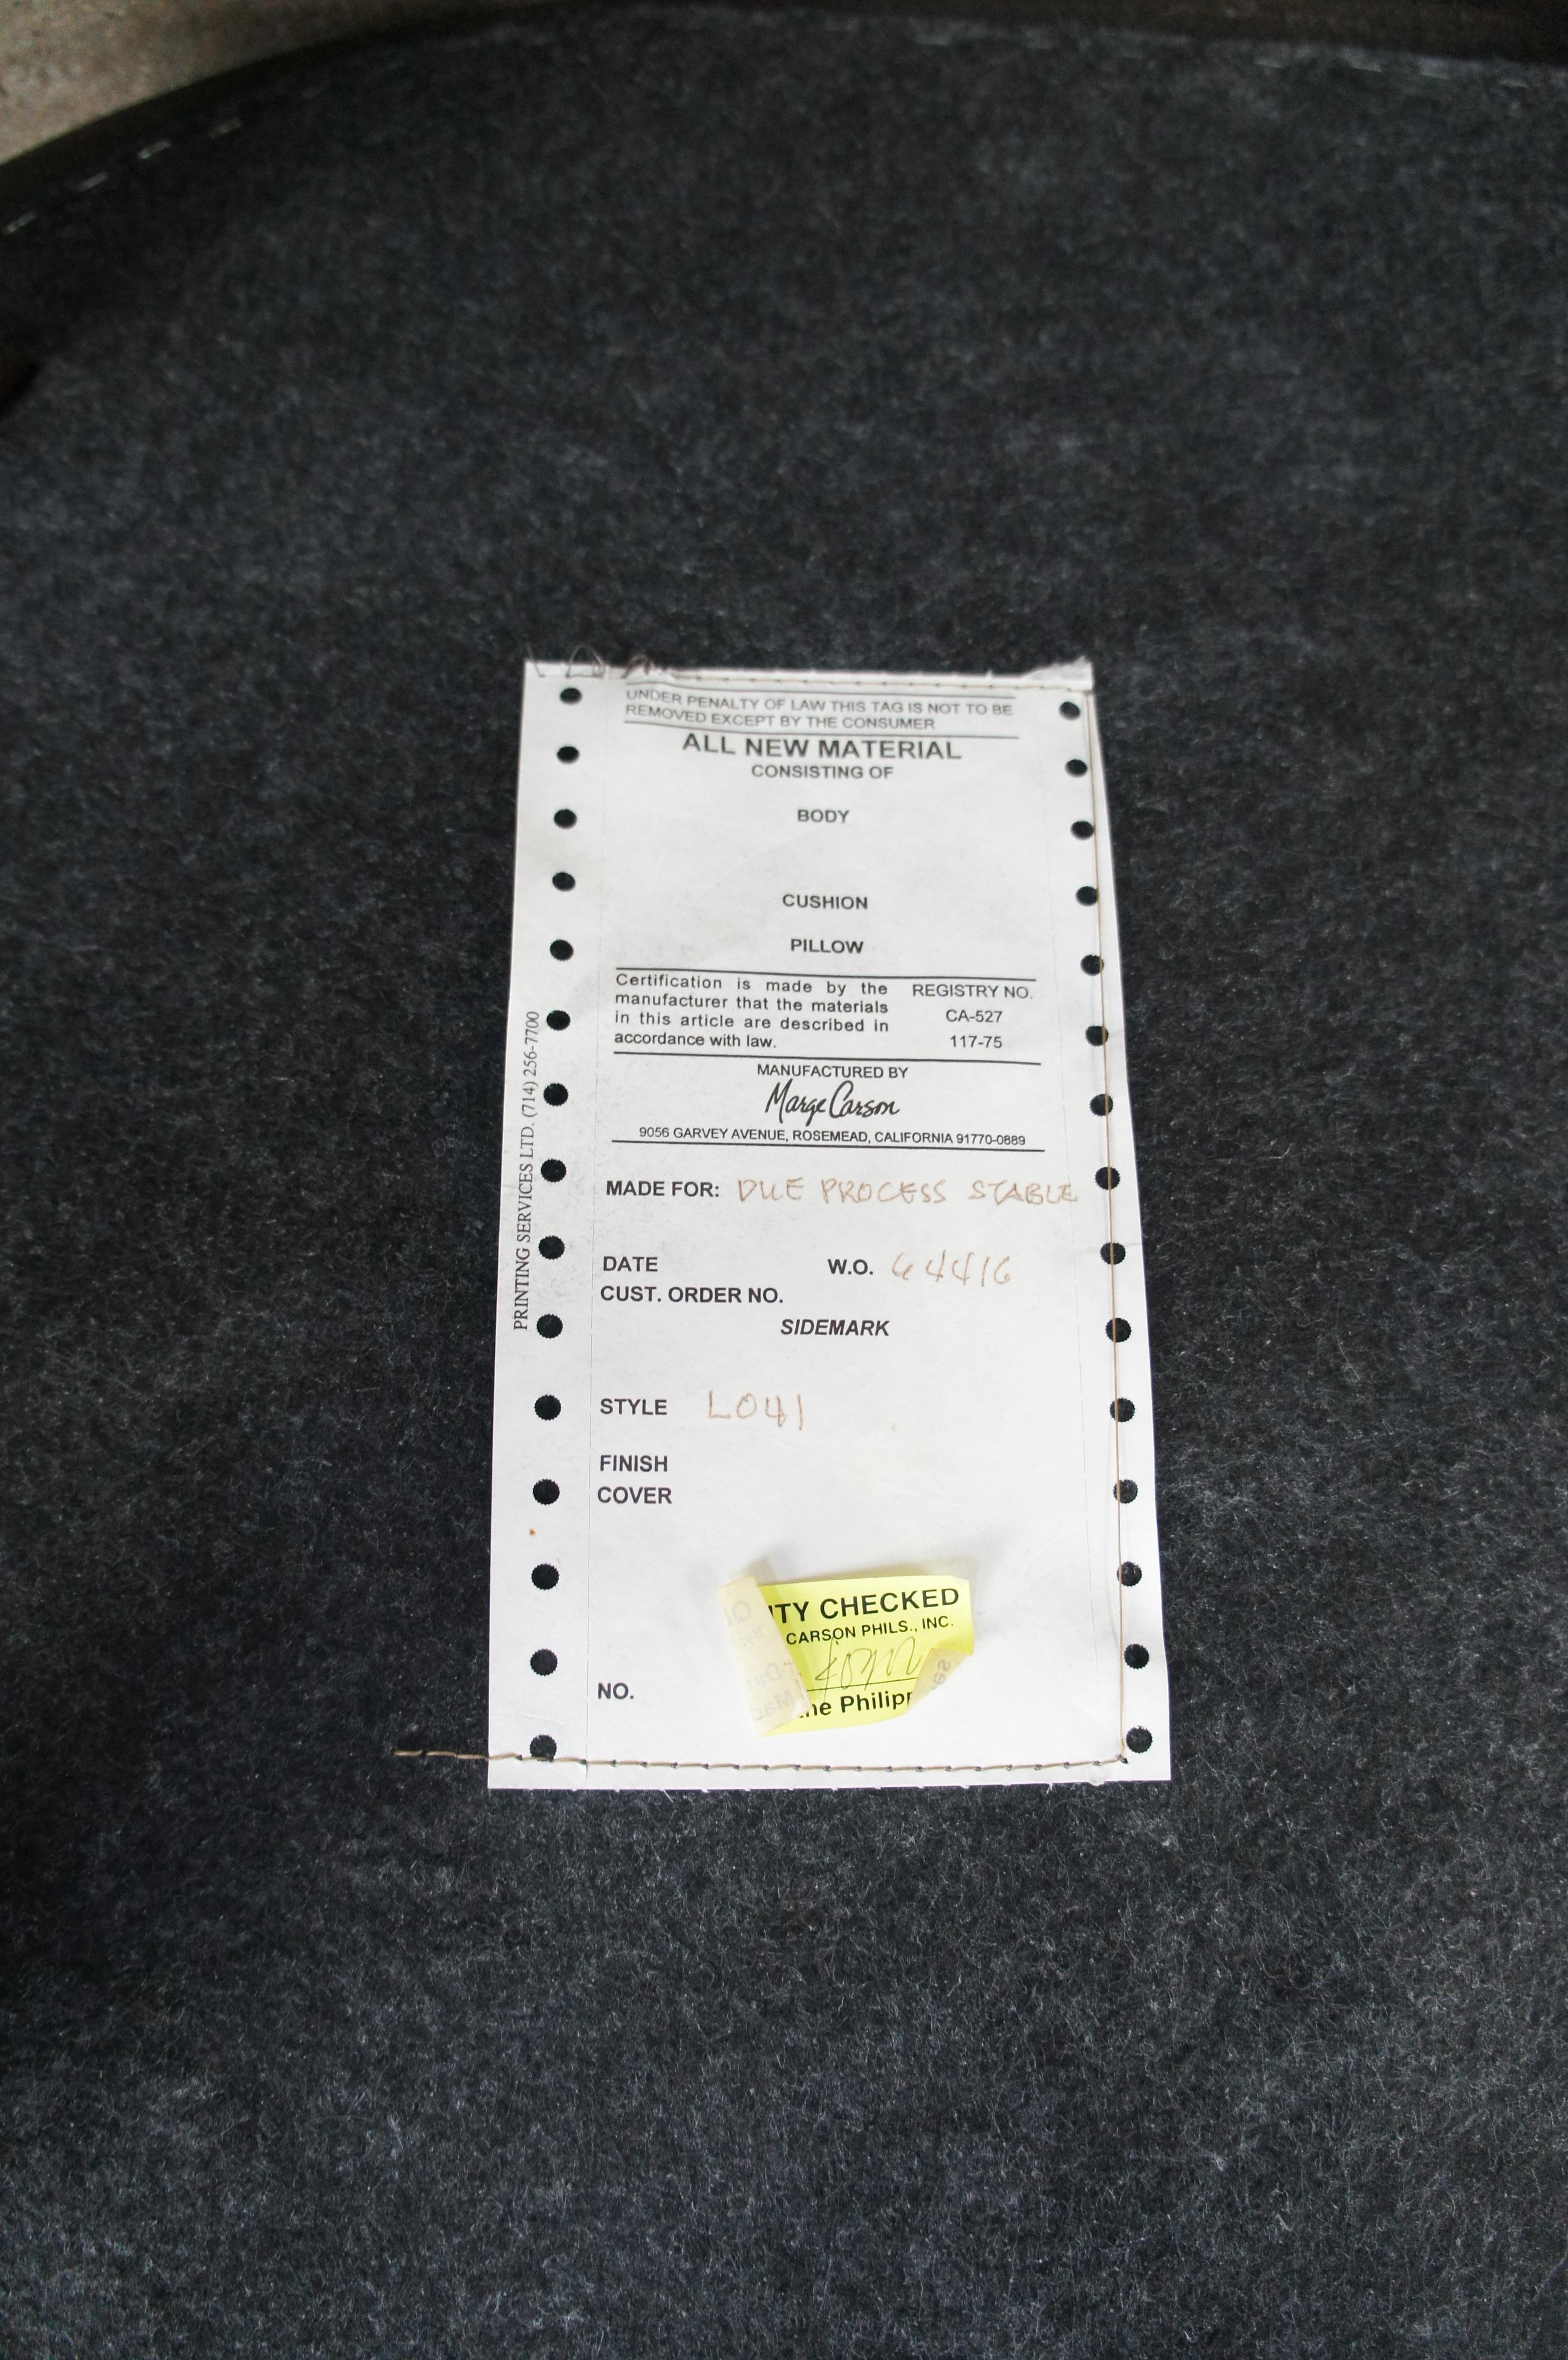 UNDER PENALTY OF LAW THIS TAG IS NOT TO BE
REMOVED EXCEPT BY THE CONSUMER
ALL NEW MATERIAL
CONSISTING OF
BODY
CUSHION
PILLOW
Certification is made by the
manufacturer that the materials
in this article are described in
accordance with law.
REGISTRY NO.
CA-527
117-75
MANUFACTURED BY
Marge Carson
9056 GARVEY AVENUE, ROSEMEAD, CALIFORNIA 91770-0889
MADE FOR: DUE PROCESS STABLE
DATE W.O. 64416
CUST. ORDER NO.
SIDEMARK
STYLE L041
FINISH
COVER
NO.
ITY CHECKED
CARSON PHILS., INC.
he Philipp
PRINTING SERVICES LTD. (714) 256-7700